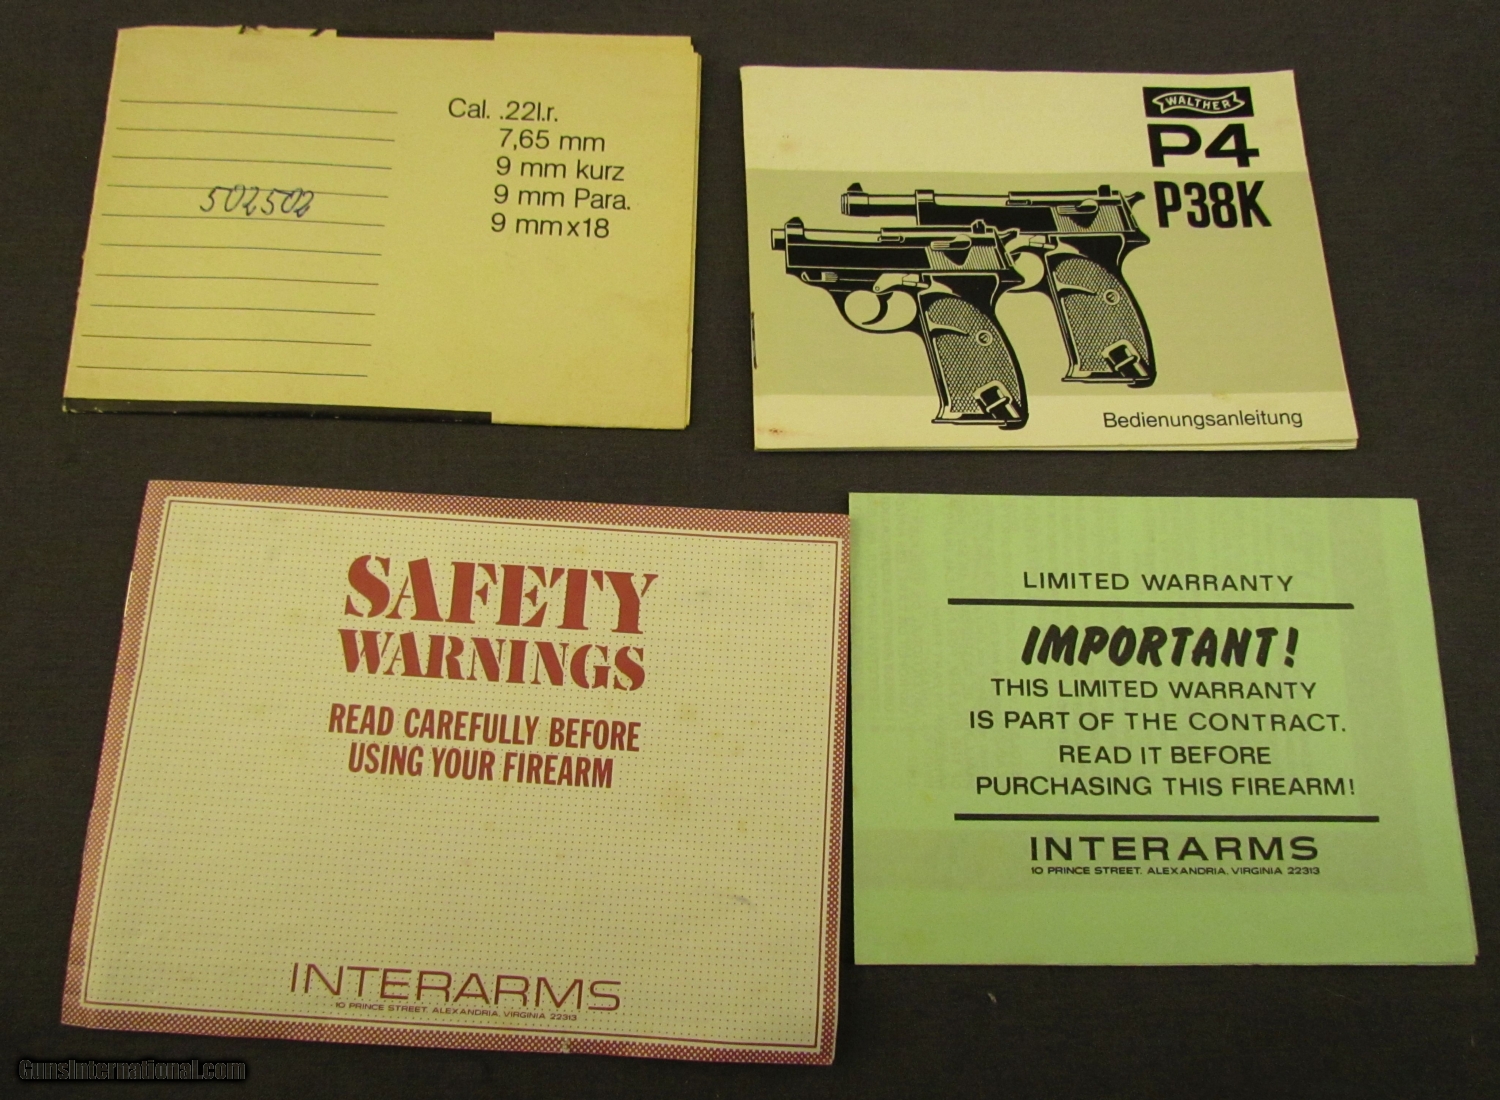 Cal. .22l.r.
7,65 mm
9 mm kurz
9 mm Para.
9 mm x 18
502502
WALTHER
P4
P38K
Bedienungsanleitung
SAFETY
WARNINGS
READ CAREFULLY BEFORE
USING YOUR FIREARM
INTERARMS
10 PRINCE STREET, ALEXANDRIA, VIRGINIA 22313
LIMITED WARRANTY
IMPORTANT!
THIS LIMITED WARRANTY
IS PART OF THE CONTRACT.
READ IT BEFORE
PURCHASING THIS FIREARM!
INTERARMS
10 PRINCE STREET, ALEXANDRIA, VIRGINIA 22313
GunsInternational.com